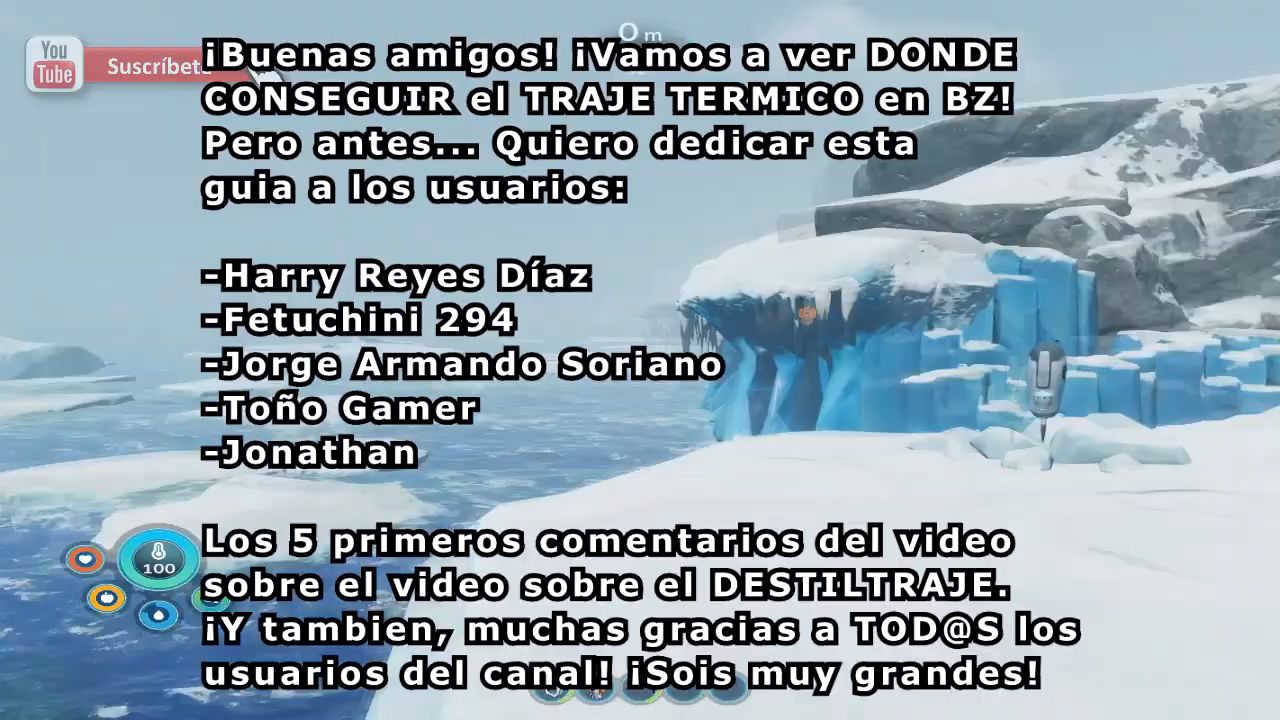 0 m
You
Tube
Suscríbete
¡Buenas amigos! ¡Vamos a ver DONDE
CONSEGUIR el TRAJE TERMICO en BZ!
Pero antes... Quiero dedicar esta
guia a los usuarios:
-Harry Reyes Díaz
-Fetuchini 294
-Jorge Armando Soriano
-Toño Gamer
-Jonathan
100
Los 5 primeros comentarios del video
sobre el video sobre el DESTILTRAJE.
¡Y tambien, muchas gracias a TOD@S los
usuarios del canal! ¡Sois muy grandes!